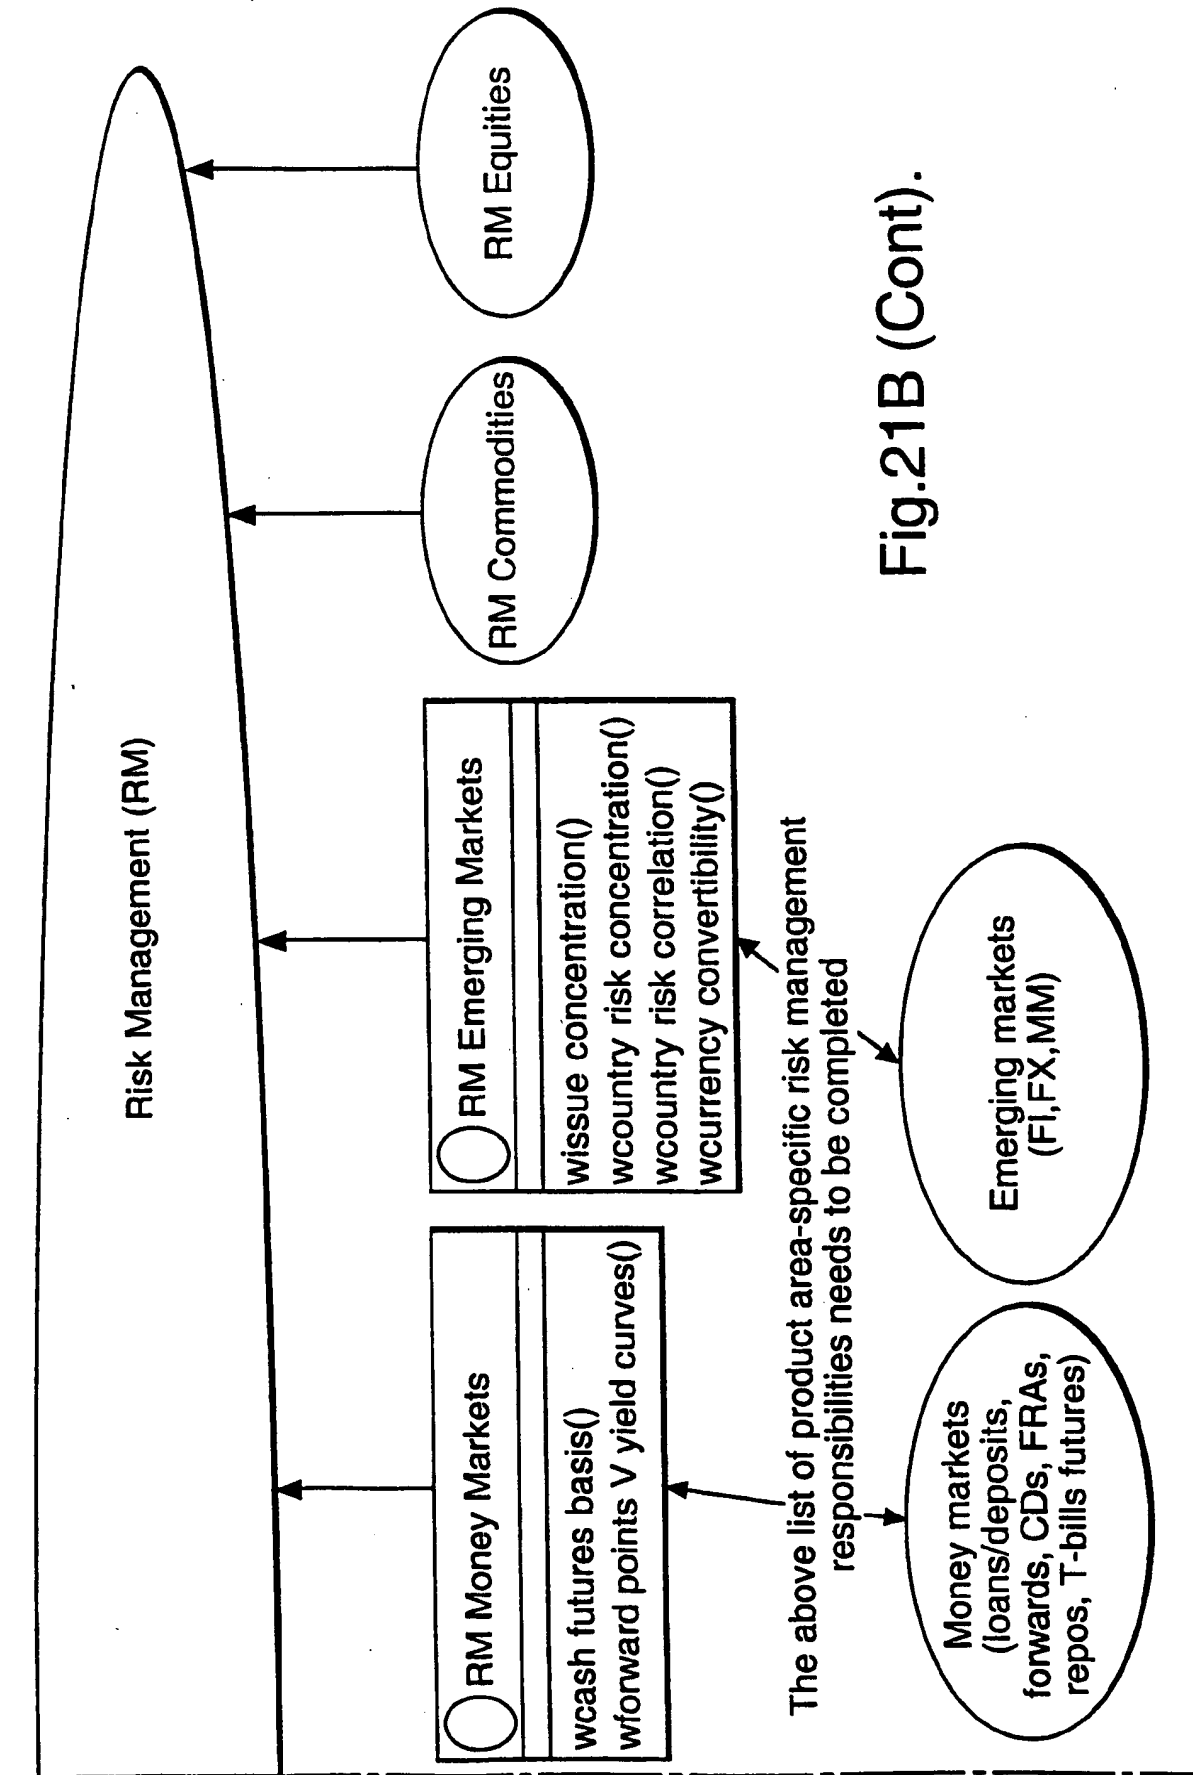 Risk Management (RM)
RM Money Markets
wcash futures basis()
wforward points V yield curves()
RM Emerging Markets
wissue concentration()
wcountry risk concentration()
wcountry risk correlation()
wcurrency convertibility()
RM Commodities
RM Equities
The above list of product area-specific risk management
responsibilities needs to be completed
Money markets
(loans/deposits,
forwards, CDs, FRAs,
repos, T-bills futures)
Emerging markets
(FI,FX,MM)
Fig.21B (Cont).